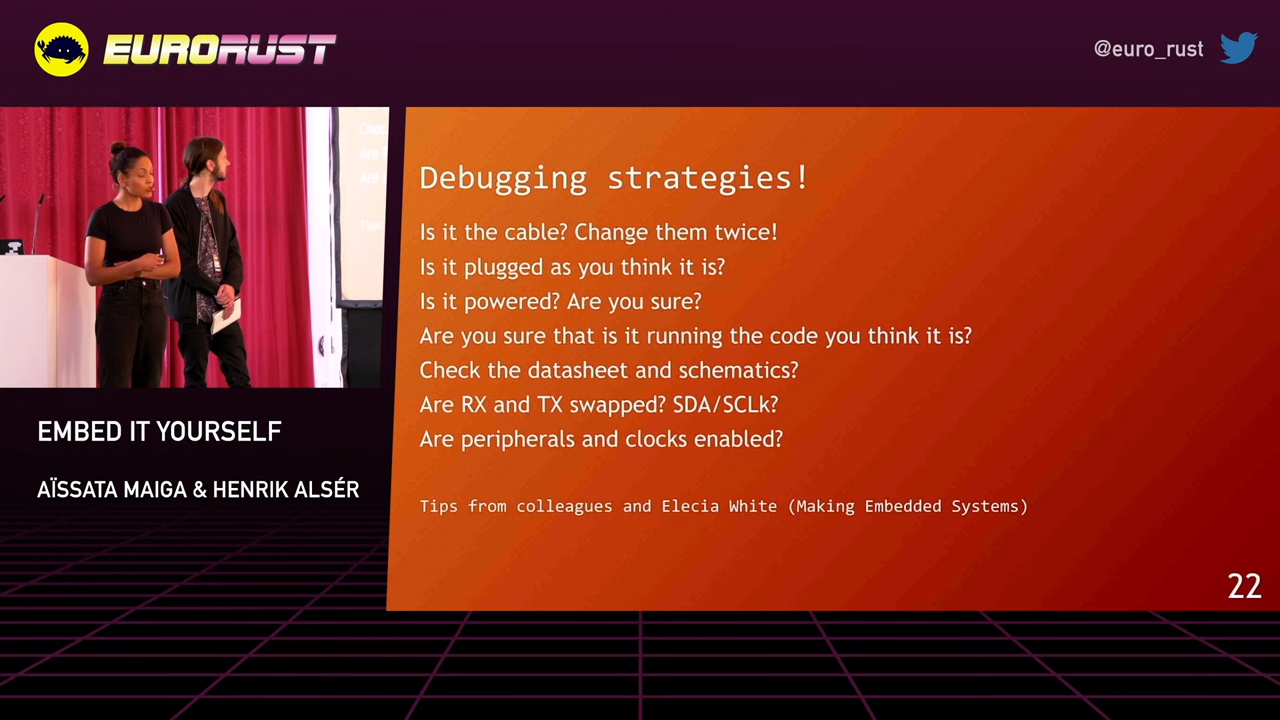 EURORUST
@euro_rust
Debugging strategies!
Is it the cable? Change them twice!
Is it plugged as you think it is?
Is it powered? Are you sure?
Are you sure that is it running the code you think it is?
Check the datasheet and schematics?
Are RX and TX swapped? SDA/SCLk?
Are peripherals and clocks enabled?
Tips from colleagues and Elecia White (Making Embedded Systems)
22
EMBED IT YOURSELF
AÏSSATA MAIGA & HENRIK ALSÉR